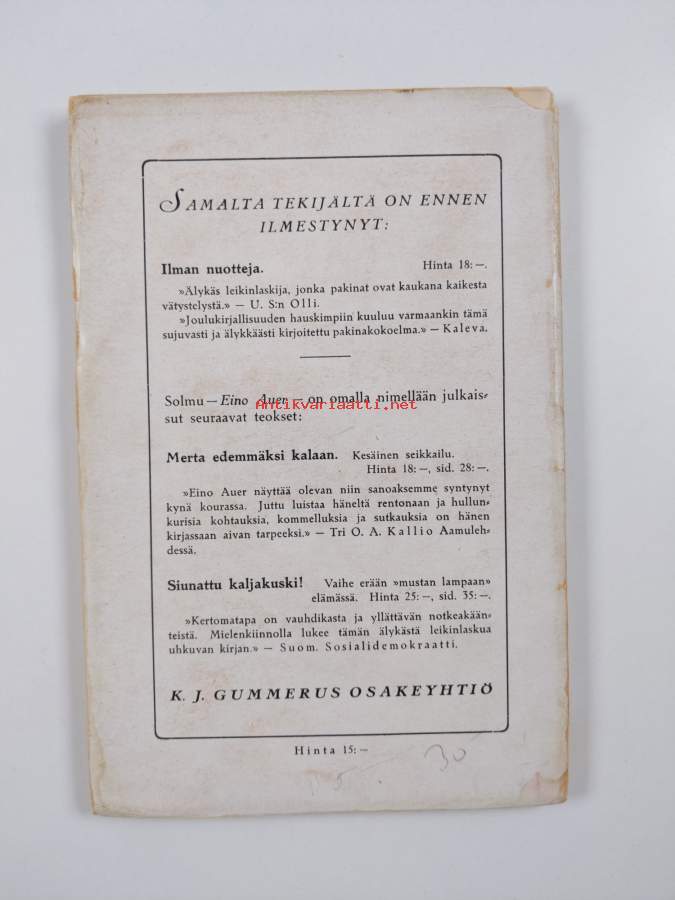 SAMALTA TEKIJÄLTÄ ON ENNEN
ILMESTYNYT:
Ilman nuotteja. Hinta 18:—.
»Älykäs leikinlaskija, jonka pakinat ovat kaukana kaikesta
vätystelystä.» — U. S:n Olli.
»Joulukirjallisuuden hauskimpiin kuuluu varmaankin tämä
sujuvasti ja älykkäästi kirjoitettu pakinakokoelma.» — Kaleva.
Solmu — Eino Auer — on omalla nimellään julkais-
Antikvariaatti.net
sut seuraavat teokset:
Merta edemmäksi kalaan. Kesäinen seikkailu.
Hinta 18:—, sid. 28:—.
»Eino Auer näyttää olevan niin sanoaksemme syntynyt
kynä kourassa. Juttu luistaa häneltä rentonaan ja hullun-
kurisia kohtauksia, kommelluksia ja sutkauksia on hänen
kirjassaan aivan tarpeeksi.» — Tri O. A. Kallio Aamuleh-
dessä.
Siunattu kaljakuski! Vaihe erään »mustan lampaan»
elämässä. Hinta 25:—, sid. 35:—.
»Kertomatapa on vauhdikasta ja yllättävän notkeakään-
teistä. Mielenkiinnolla lukee tämän älykästä leikinlaskua
uhkuvan kirjan.» — Suom. Sosialidemokraatti.
K. J. GUMMERUS OSAKEYHTIÖ
Hinta 15:—
30